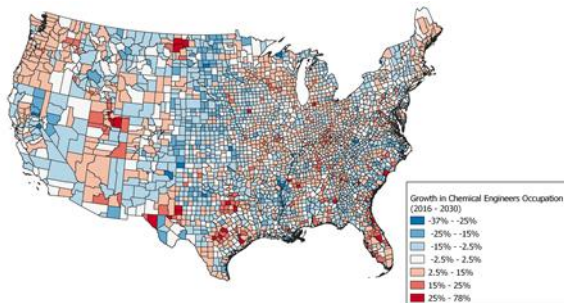 Growth in Chemical Engineers Occupation
(2016 - 2030)
-37% - -25%
-25% - -15%
-15% - -2.5%
-2.5% - 2.5%
2.5% - 15%
15% - 25%
25% - 78%